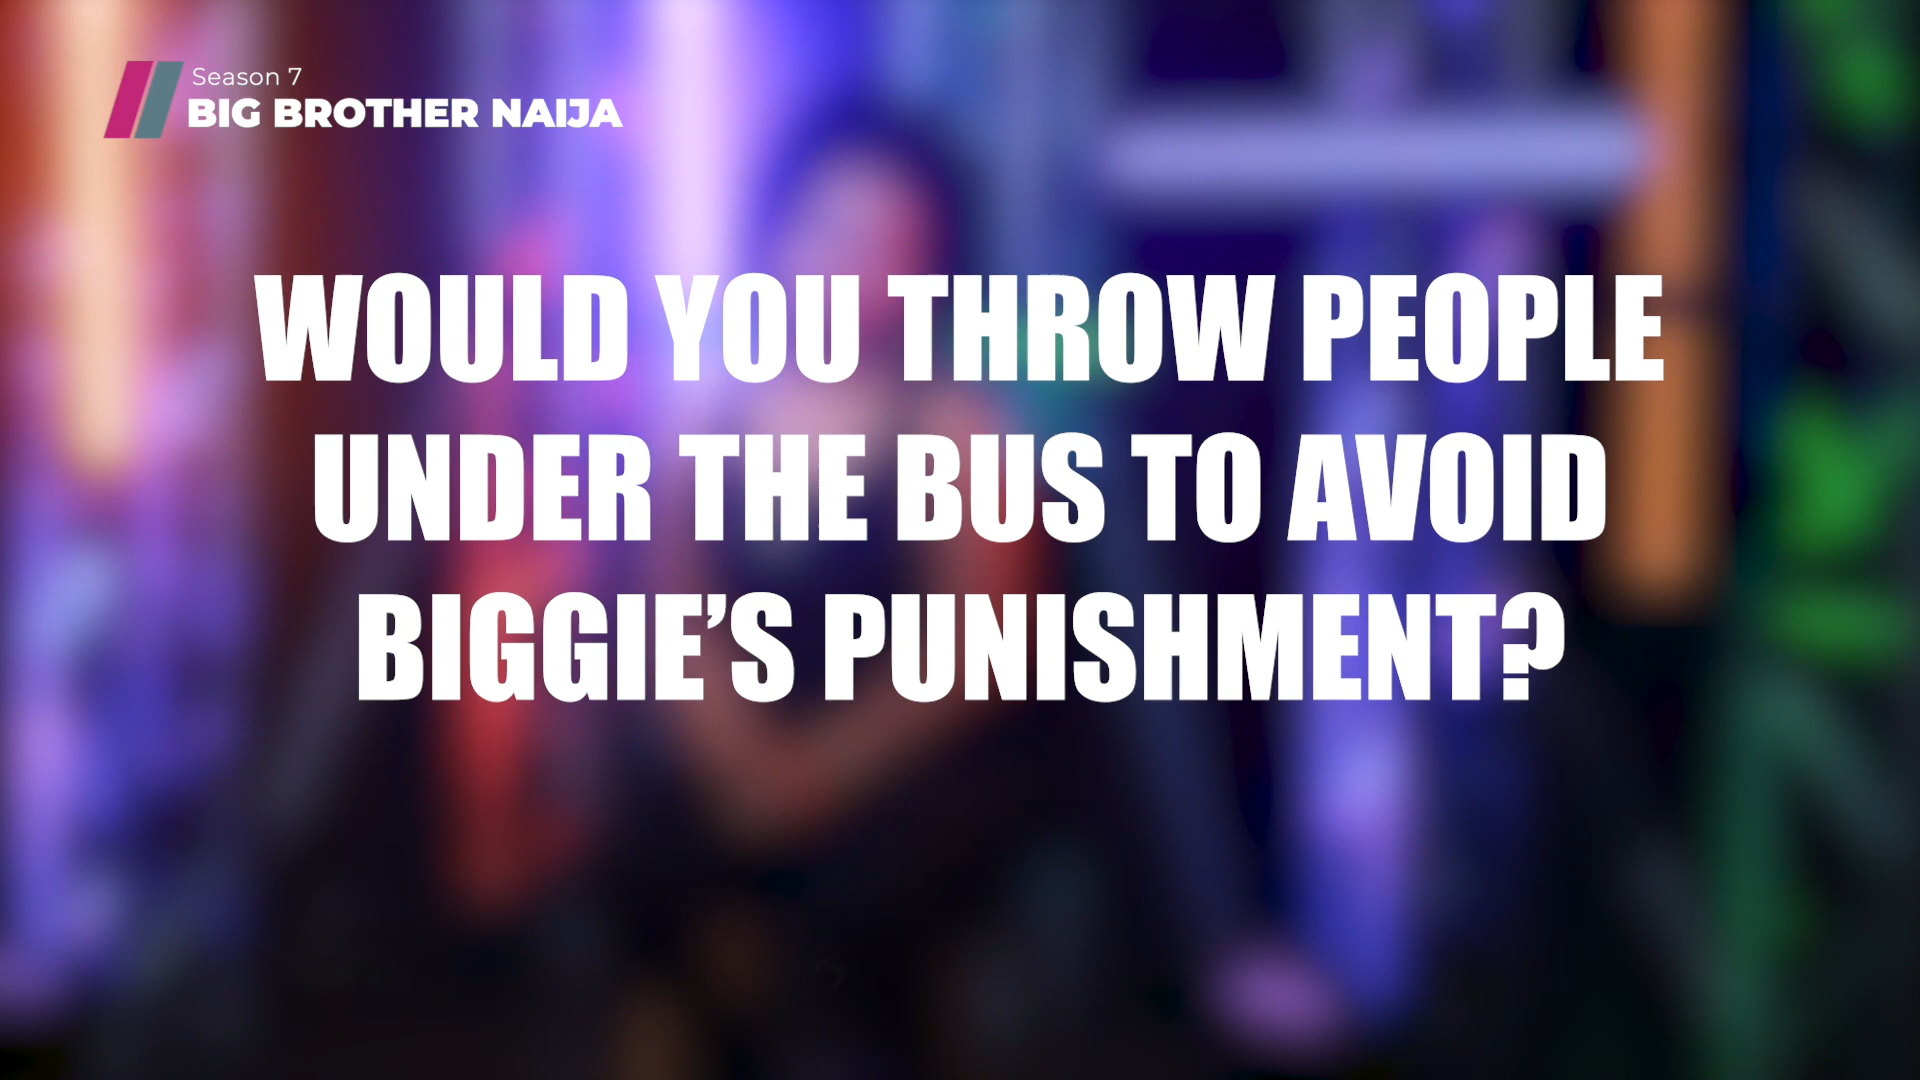 Season 7
BIG BROTHER NAIJA
WOULD YOU THROW PEOPLE
UNDER THE BUS TO AVOID
BIGGIE’S PUNISHMENT?